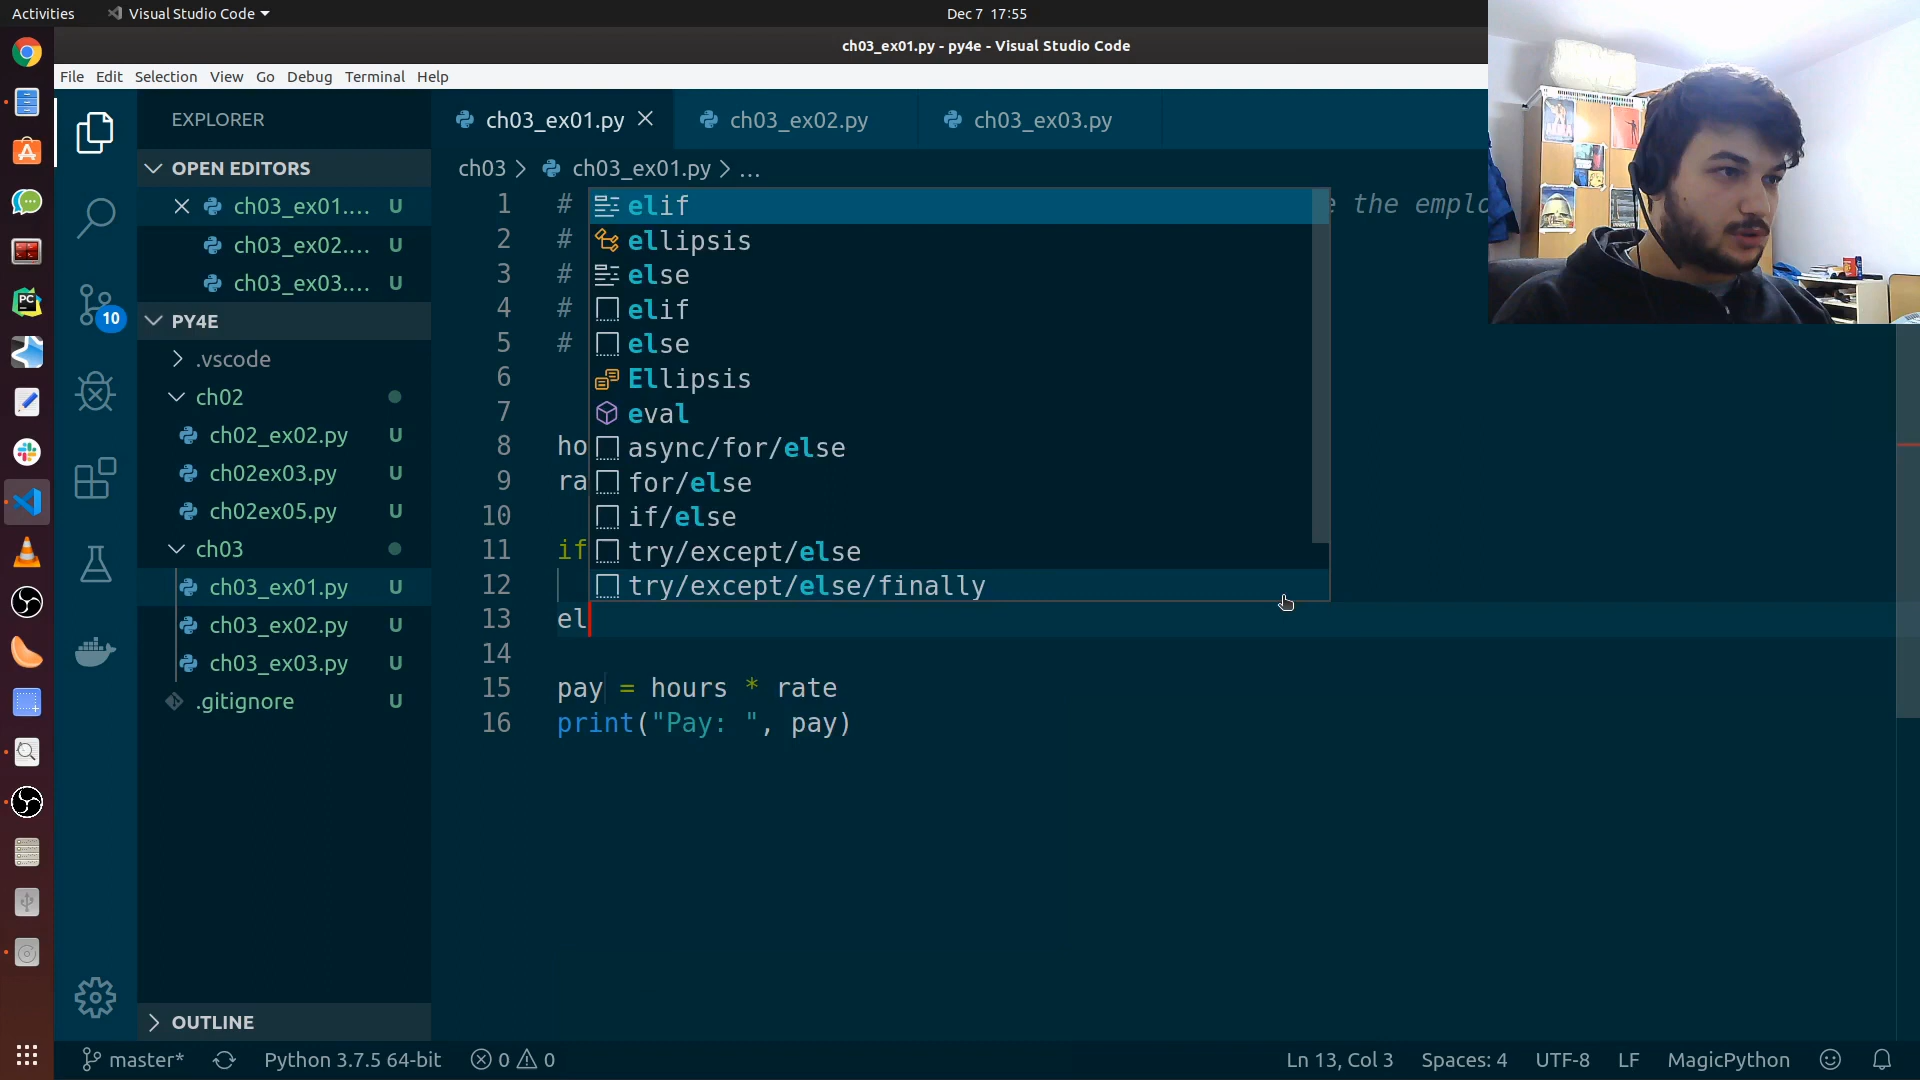 Activities
Visual Studio Code
Dec 7 17:55
ch03_ex01.py - py4e - Visual Studio Code
File Edit Selection View Go Debug Terminal Help
EXPLORER
OPEN EDITORS
ch03_ex01.... U
ch03_ex02.... U
ch03_ex03.... U
10
PY4E
.vscode
ch02
ch02_ex02.py U
ch02ex03.py U
ch02ex05.py U
ch03
ch03_ex01.py U
ch03_ex02.py U
ch03_ex03.py U
.gitignore U
OUTLINE
PC
ch03_ex01.py
ch03_ex02.py
ch03_ex03.py
ch03 > ch03_ex01.py > ...
1 # the emplo
2 #
3 #
4 #
5 #
6
7
8 ho
9 ra
10
11 if
12
13 el
14
15 pay = hours * rate
16 print("Pay: ", pay)
elif
ellipsis
else
elif
else
Ellipsis
eval
async/for/else
for/else
if/else
try/except/else
try/except/else/finally
master*
Python 3.7.5 64-bit
0 0
Ln 13, Col 3
Spaces: 4
UTF-8
LF
MagicPython